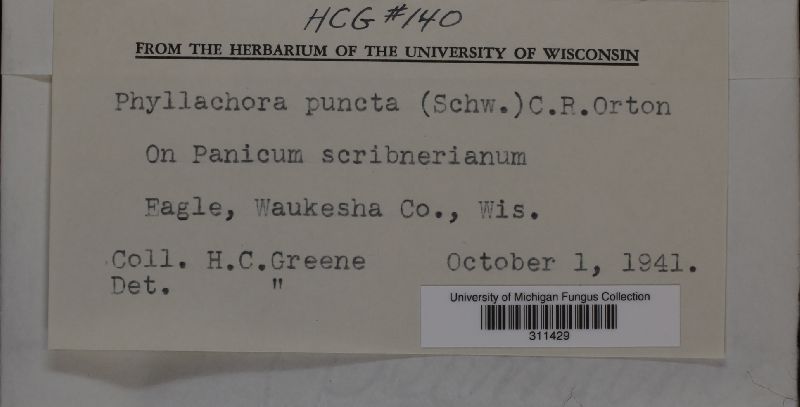 HCG #140
FROM THE HERBARIUM OF THE UNIVERSITY OF WISCONSIN
Phyllachora puncta (Schw.) C.R.Orton
On Panicum scribnerianum
Eagle, Waukesha Co., Wis.
Coll. H.C.Greene October 1, 1941.
Det. "
University of Michigan Fungus Collection
311429